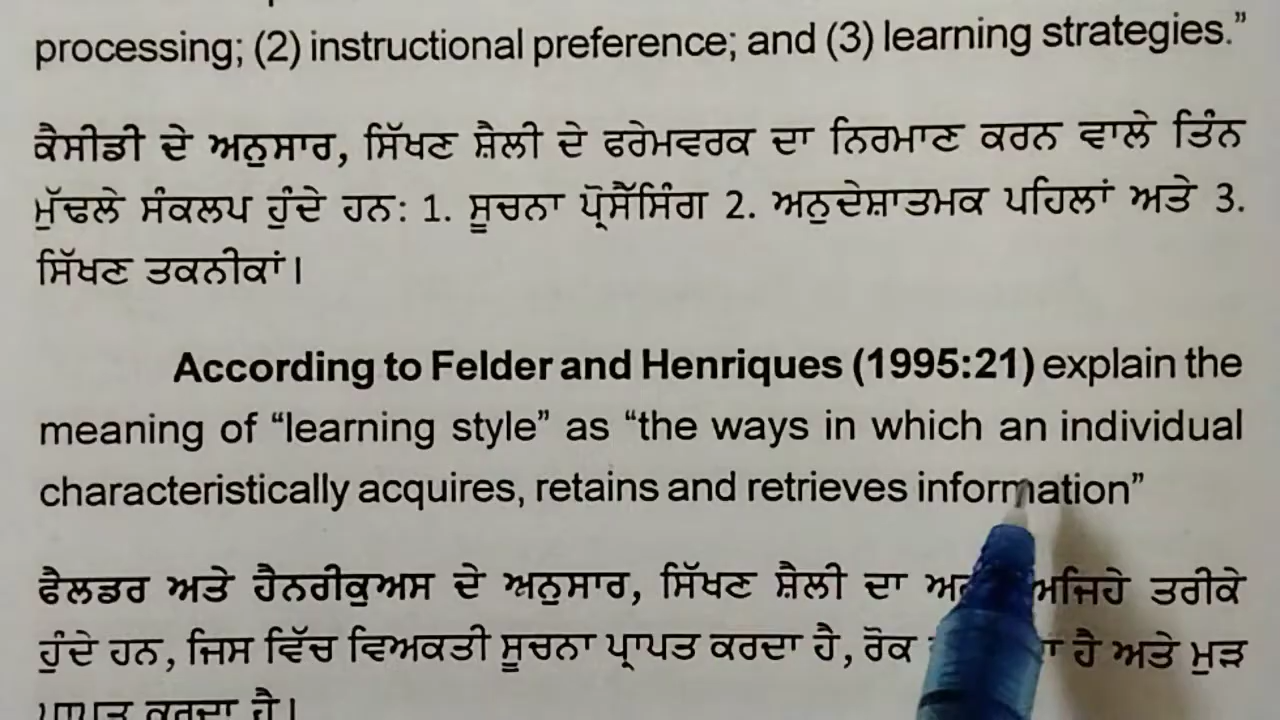 processing; (2) instructional preference; and (3) learning strategies.”
ਕੈਸੀਡੀ ਦੇ ਅਨੁਸਾਰ, ਸਿੱਖਣ ਸ਼ੈਲੀ ਦੇ ਫਰੇਮਵਰਕ ਦਾ ਨਿਰਮਾਣ ਕਰਨ ਵਾਲੇ ਤਿੰਨ
ਮੁੱਢਲੇ ਸੰਕਲਪ ਹੁੰਦੇ ਹਨ: 1. ਸੂਚਨਾ ਪ੍ਰੋਸੈੱਸਿੰਗ 2. ਅਨੁਦੇਸ਼ਾਤਮਕ ਪਹਿਲਾਂ ਅਤੇ 3.
ਸਿੱਖਣ ਤਕਨੀਕਾਂ।
According to Felder and Henriques (1995:21) explain the
meaning of “learning style” as “the ways in which an individual
characteristically acquires, retains and retrieves information”
ਫੈਲਡਰ ਅਤੇ ਹੈਨਰੀਕੁਅਸ ਦੇ ਅਨੁਸਾਰ, ਸਿੱਖਣ ਸ਼ੈਲੀ ਦਾ ਅਜਿਹੇ ਤਰੀਕੇ
ਹੁੰਦੇ ਹਨ, ਜਿਸ ਵਿੱਚ ਵਿਅਕਤੀ ਸੂਚਨਾ ਪ੍ਰਾਪਤ ਕਰਦਾ ਹੈ, ਰੋਕ ਹੈ ਅਤੇ ਮੁੜ
ਪ੍ਰਾਪਤ ਕਰਦਾ ਹੈ।